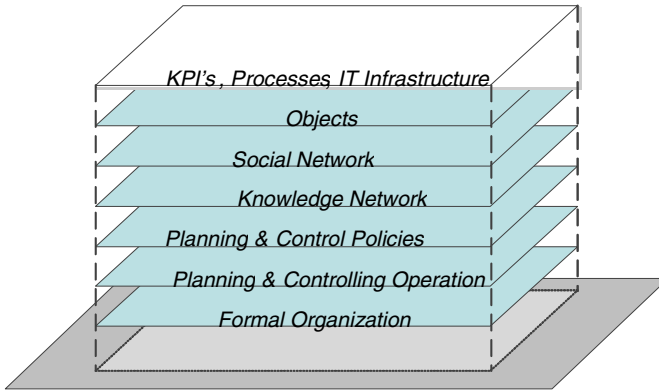 KPI's, Processes, IT Infrastructure
Objects
Social Network
Knowledge Network
Planning & Control Policies
Planning & Controlling Operation
Formal Organization